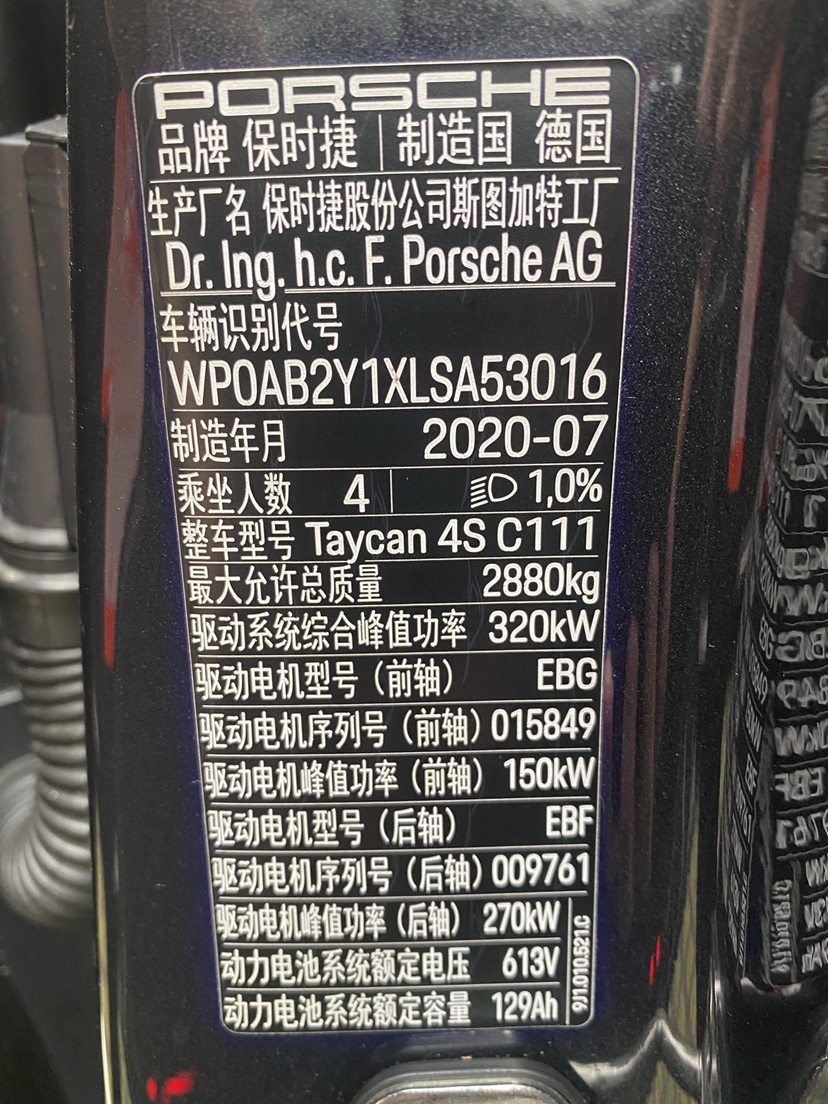 PORSCHE
品牌 保时捷 | 制造国 德国
生产厂名 保时捷股份公司斯图加特工厂
Dr. Ing. h.c. F. Porsche AG
车辆识别代号
WP0AB2Y1XLSA53016
制造年月 2020-07
乘坐人数 4 | 1,0%
整车型号 Taycan 4S C111
最大允许总质量 2880kg
驱动系统综合峰值功率 320kW
驱动电机型号（前轴） EBG
驱动电机序列号（前轴） 015849
驱动电机峰值功率（前轴） 150kW
驱动电机型号（后轴） EBF
驱动电机序列号（后轴） 009761
驱动电机峰值功率（后轴） 270kW
动力电池系统额定电压 613V
动力电池系统额定容量 129Ah
9J1.010.521.C